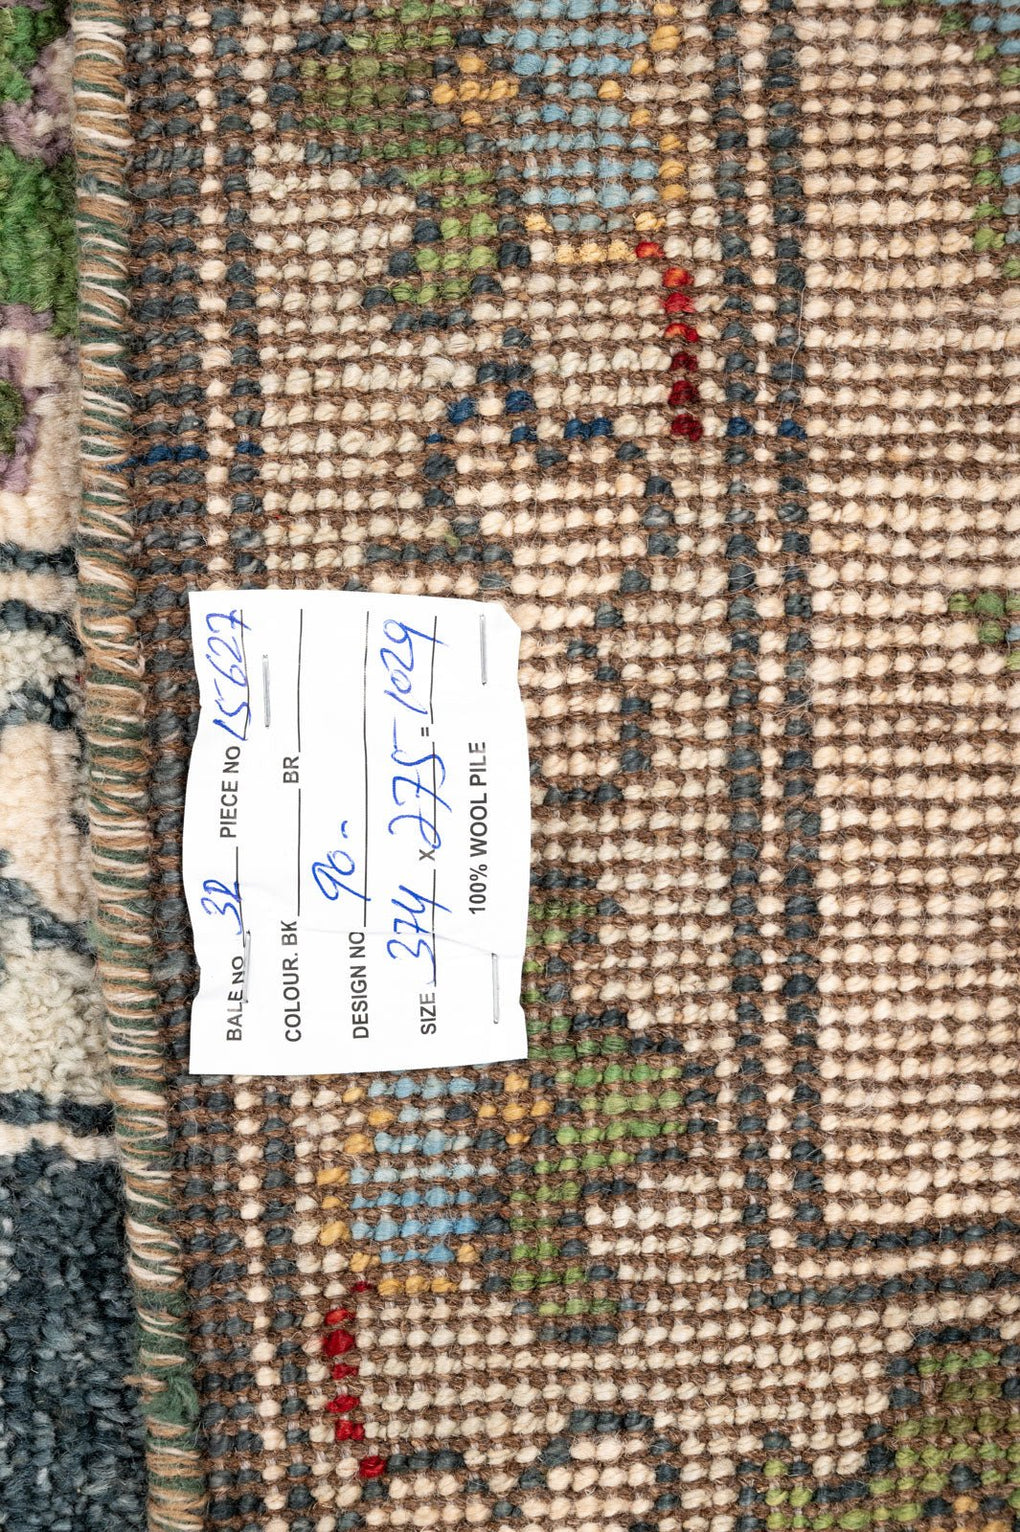 BALE NO 32 PIECE NO 15627
COLOUR. BK BR
DESIGN NO 90-
SIZE 374 x 275 = 1029
100% WOOL PILE